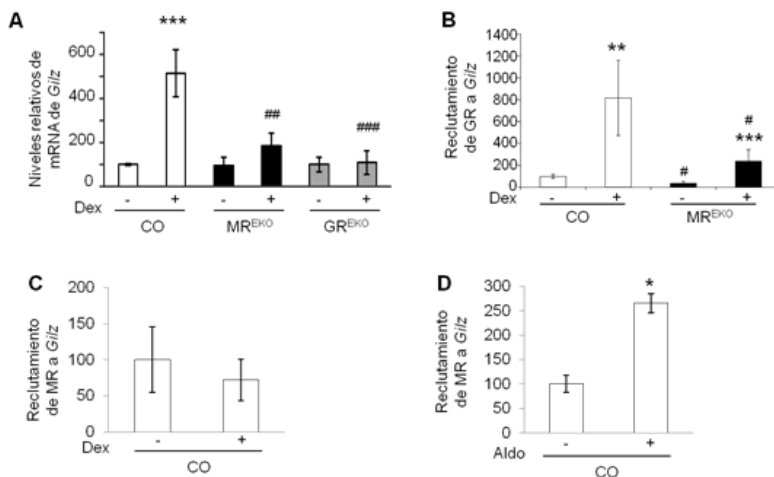 A
Niveles relativos de
mRNA de Gilz
600
400
200
0
***
##
###
Dex
- + - + - +
CO MR^EKO GR^EKO
B
Reclutamiento
de GR a Gilz
1400
1200
1000
800
600
400
200
0
**
#
#
***
Dex
- + - +
CO MR^EKO
C
Reclutamiento
de MR a Gilz
200
150
100
50
0
Dex
- +
CO
D
Reclutamiento
de MR a Gilz
300
250
200
150
100
50
0
*
Aldo
- +
CO